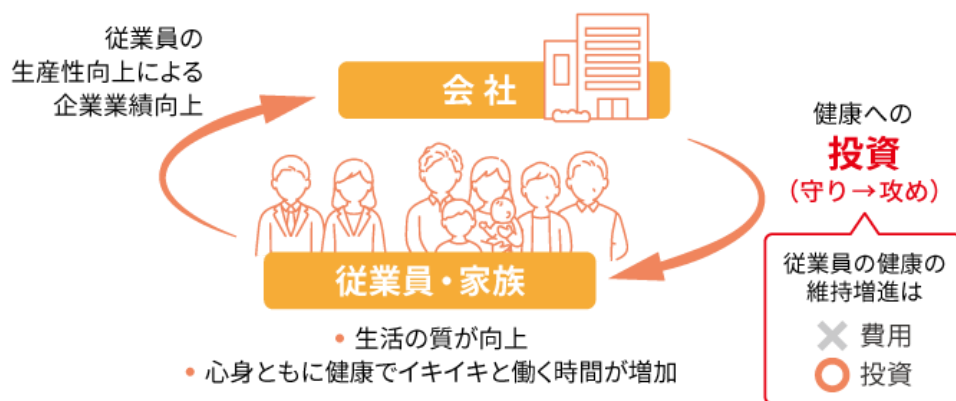 従業員の
生産性向上による
企業業績向上
会社
健康への
投資
（守り→攻め）
従業員・家族
• 生活の質が向上
• 心身ともに健康でイキイキと働く時間が増加
従業員の健康の
維持増進は
× 費用
○ 投資